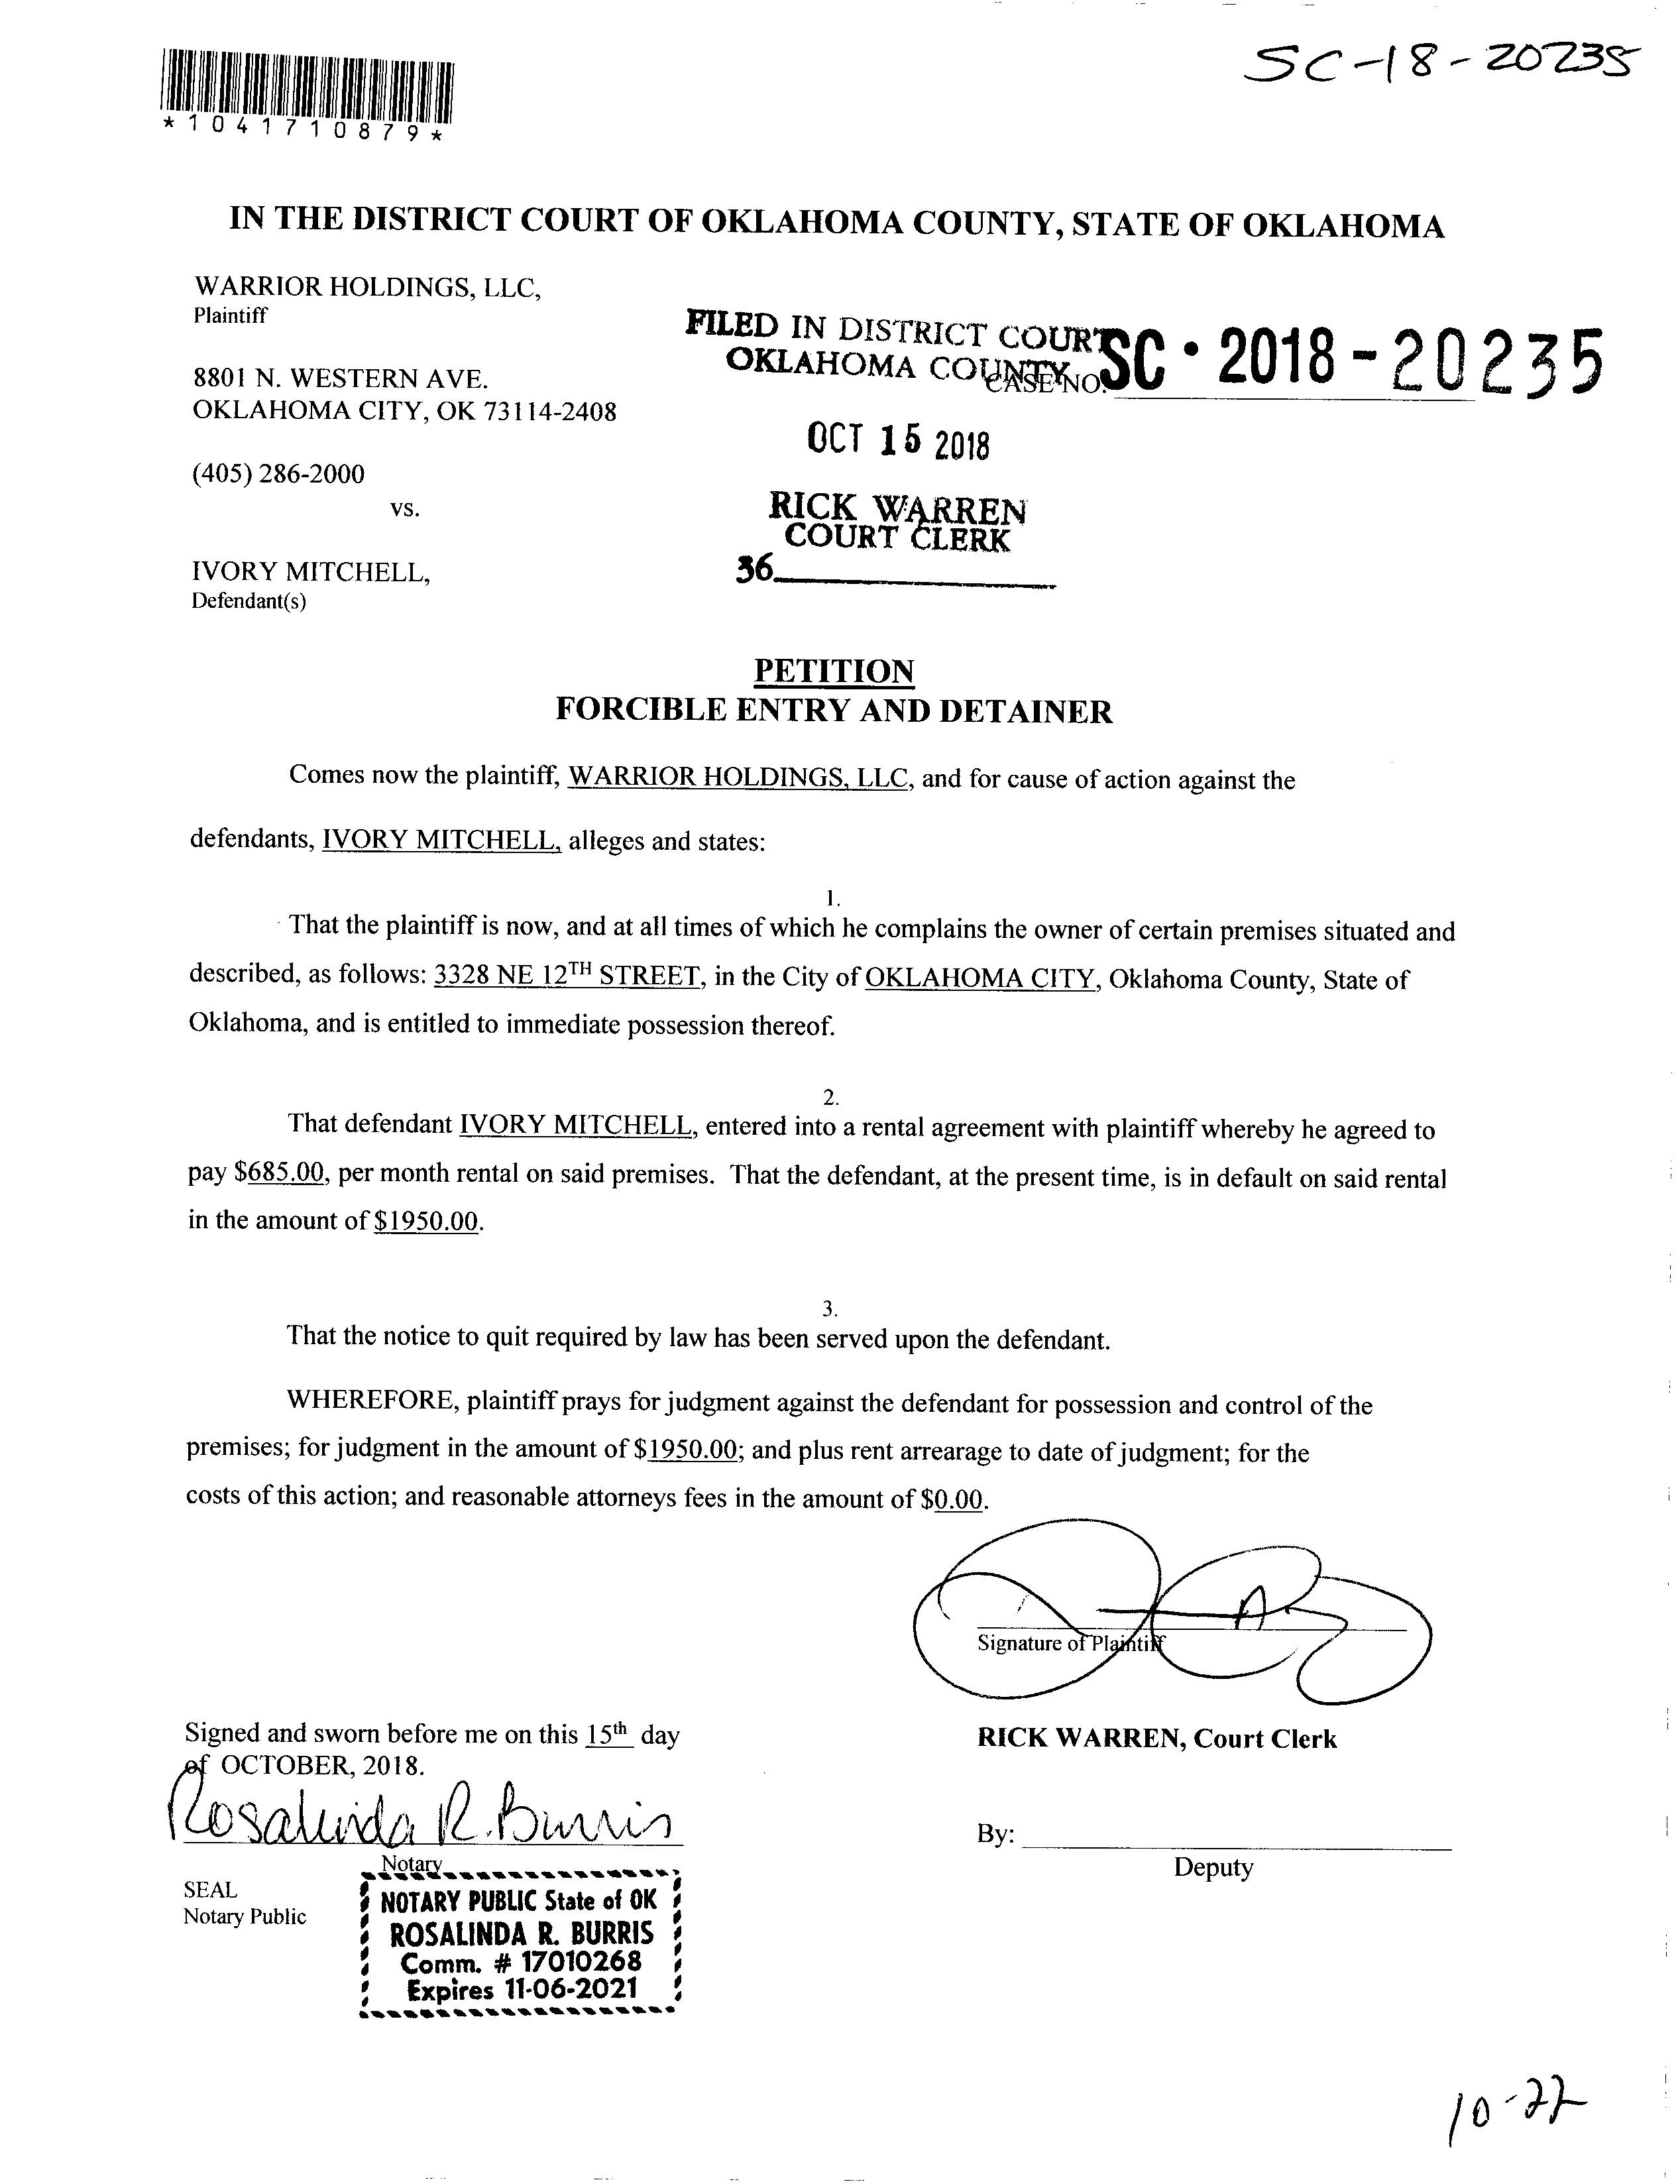 SC-18-20235
*1041710879*
IN THE DISTRICT COURT OF OKLAHOMA COUNTY, STATE OF OKLAHOMA
WARRIOR HOLDINGS, LLC,
Plaintiff
FILED IN DISTRICT COURT
OKLAHOMA COUNTY
CASE NO. SC · 2018 - 20235
8801 N. WESTERN AVE.
OKLAHOMA CITY, OK 73114-2408
OCT 15 2018
(405) 286-2000
vs.
RICK WARREN
COURT CLERK
36
IVORY MITCHELL,
Defendant(s)
PETITION
FORCIBLE ENTRY AND DETAINER
Comes now the plaintiff, WARRIOR HOLDINGS, LLC, and for cause of action against the
defendants, IVORY MITCHELL, alleges and states:
1.
That the plaintiff is now, and at all times of which he complains the owner of certain premises situated and
described, as follows: 3328 NE 12TH STREET, in the City of OKLAHOMA CITY, Oklahoma County, State of
Oklahoma, and is entitled to immediate possession thereof.
2.
That defendant IVORY MITCHELL, entered into a rental agreement with plaintiff whereby he agreed to
pay $685.00, per month rental on said premises. That the defendant, at the present time, is in default on said rental
in the amount of $1950.00.
3.
That the notice to quit required by law has been served upon the defendant.
WHEREFORE, plaintiff prays for judgment against the defendant for possession and control of the
premises; for judgment in the amount of $1950.00; and plus rent arrearage to date of judgment; for the
costs of this action; and reasonable attorneys fees in the amount of $0.00.
Signature of Plaintiff
Signed and sworn before me on this 15th day
of OCTOBER, 2018.
RICK WARREN, Court Clerk
Rosalinda R. Burris
Notary
By:
Deputy
SEAL
Notary Public
NOTARY PUBLIC State of OK
ROSALINDA R. BURRIS
Comm. # 17010268
Expires 11-06-2021
10-22